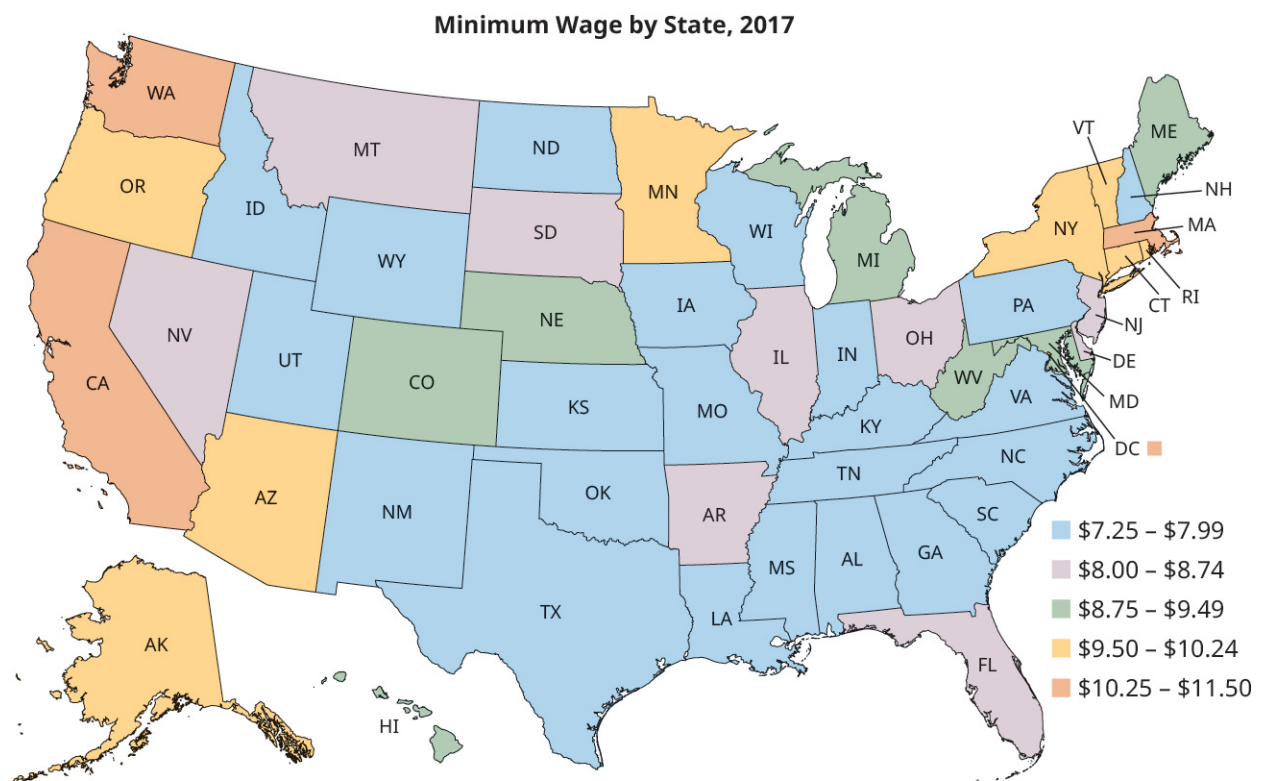 Minimum Wage by State, 2017
WA
MT
ND
MN
VT
ME
OR
ID
SD
WI
NH
WY
MI
NY
MA
NV
UT
NE
IA
PA
CT
RI
CA
CO
IL
IN
OH
NJ
DE
KS
MO
WV
VA
MD
KY
DC
AZ
NM
OK
TN
NC
AR
SC
MS
AL
GA
TX
LA
AK
FL
HI
$7.25 – $7.99
$8.00 – $8.74
$8.75 – $9.49
$9.50 – $10.24
$10.25 – $11.50